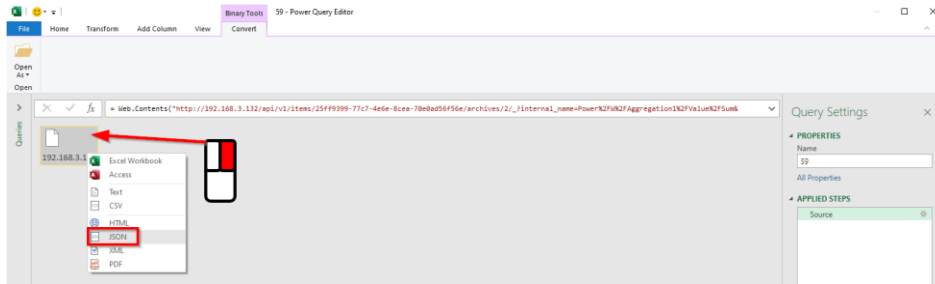 Binary Tools
59 - Power Query Editor
File
Home
Transform
Add Column
View
Convert
Open
As
Open
fx
= Web.Contents("http://192.168.3.132/api/v1/items/25ff9399-77c7-4e6e-8cea-70e0ad56f56e/archives/2/_?internal_name=Power%2FW%2FAggregation1%2FValue%2FSum&
Queries
192.168.3.1
Excel Workbook
Access
Text
CSV
HTML
JSON
XML
PDF
Query Settings
PROPERTIES
Name
59
All Properties
APPLIED STEPS
Source